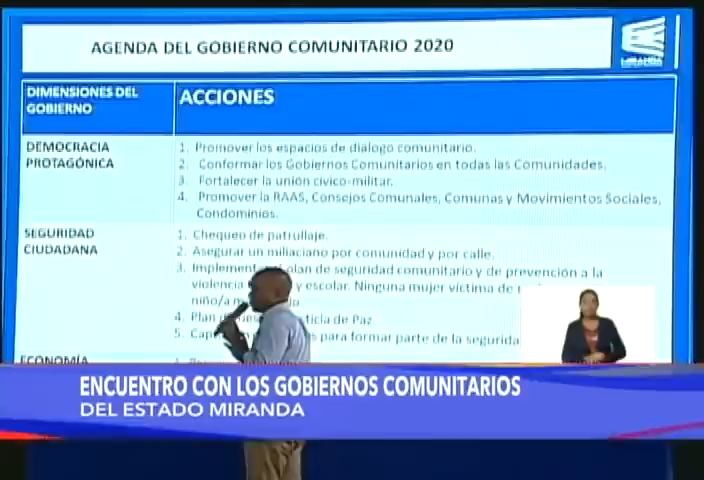 AGENDA DEL GOBIERNO COMUNITARIO 2020
MIRANDA
DIMENSIONES DEL GOBIERNO
ACCIONES
DEMOCRACIA PROTAGÓNICA
1. Promover los espacios de dialogo comunitario.
2. Conformar los Gobiernos Comunitarios en todas las Comunidades.
3. Fortalecer la unión cívico-militar.
4. Promover la RAAS, Consejos Comunales, Comunas y Movimientos Sociales,
Condominios.
SEGURIDAD CIUDADANA
1. Chequeo de patrullaje.
2. Asegurar un miliciano por comunidad y por calle.
3. plan de seguridad comunitario y de prevención a la
violencia y escolar. Ninguna mujer víctima de
niño/a
4. Plan de Paz
5. para formar parte de la segurida
ECONOMÍA
1.
ENCUENTRO CON LOS GOBIERNOS COMUNITARIOS
DEL ESTADO MIRANDA